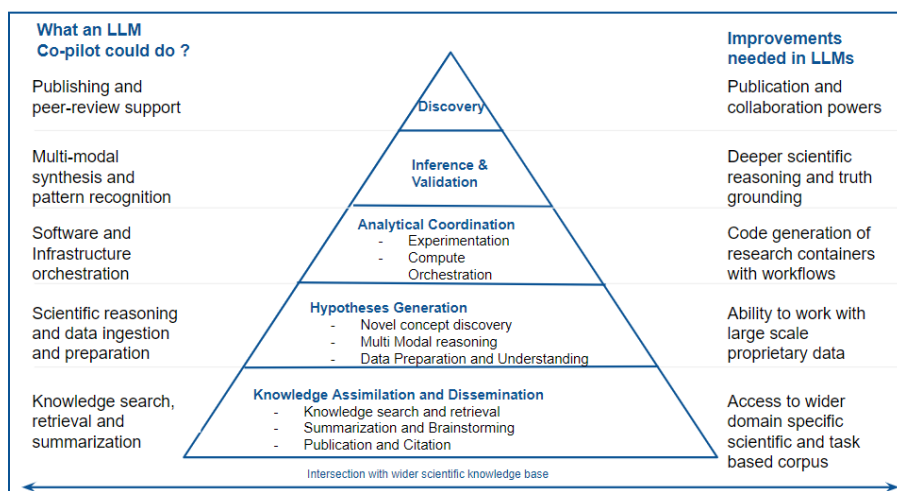 What an LLM
Co-pilot could do ?
Improvements
needed in LLMs
Publishing and
peer-review support
Discovery
Publication and
collaboration powers
Multi-modal
synthesis and
pattern recognition
Inference &
Validation
Deeper scientific
reasoning and truth
grounding
Software and
Infrastructure
orchestration
Analytical Coordination
- Experimentation
- Compute
Orchestration
Code generation of
research containers
with workflows
Scientific reasoning
and data ingestion
and preparation
Hypotheses Generation
- Novel concept discovery
- Multi Modal reasoning
- Data Preparation and Understanding
Ability to work with
large scale
proprietary data
Knowledge search,
retrieval and
summarization
Knowledge Assimilation and Dissemination
- Knowledge search and retrieval
- Summarization and Brainstorming
- Publication and Citation
Access to wider
domain specific
scientific and task
based corpus
Intersection with wider scientific knowledge base